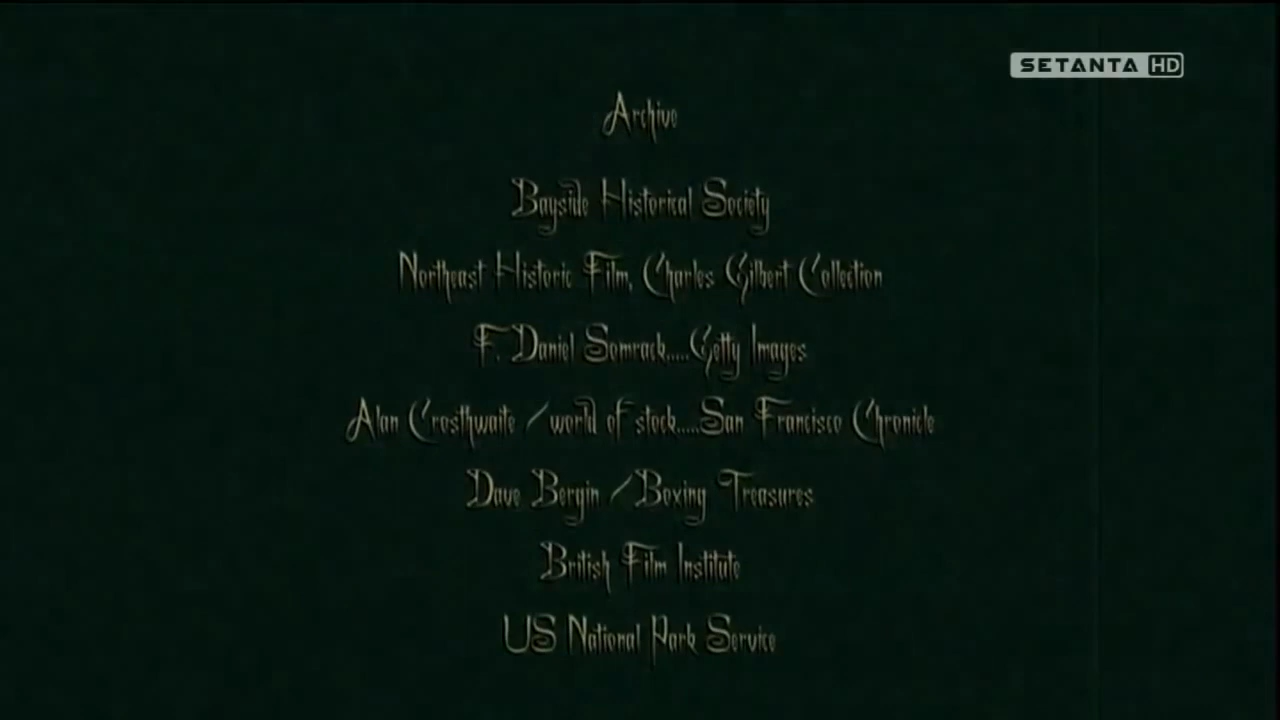 SETANTA HD
Archive
Bayside Historical Society
Northeast Historic Film, Charles Gilbert Collection
F. Daniel Somrack.....Getty Images
Alan Crosthwaite / world of stock.....San Francisco Chronicle
Dave Bergin / Boxing Treasures
British Film Institute
US National Park Service